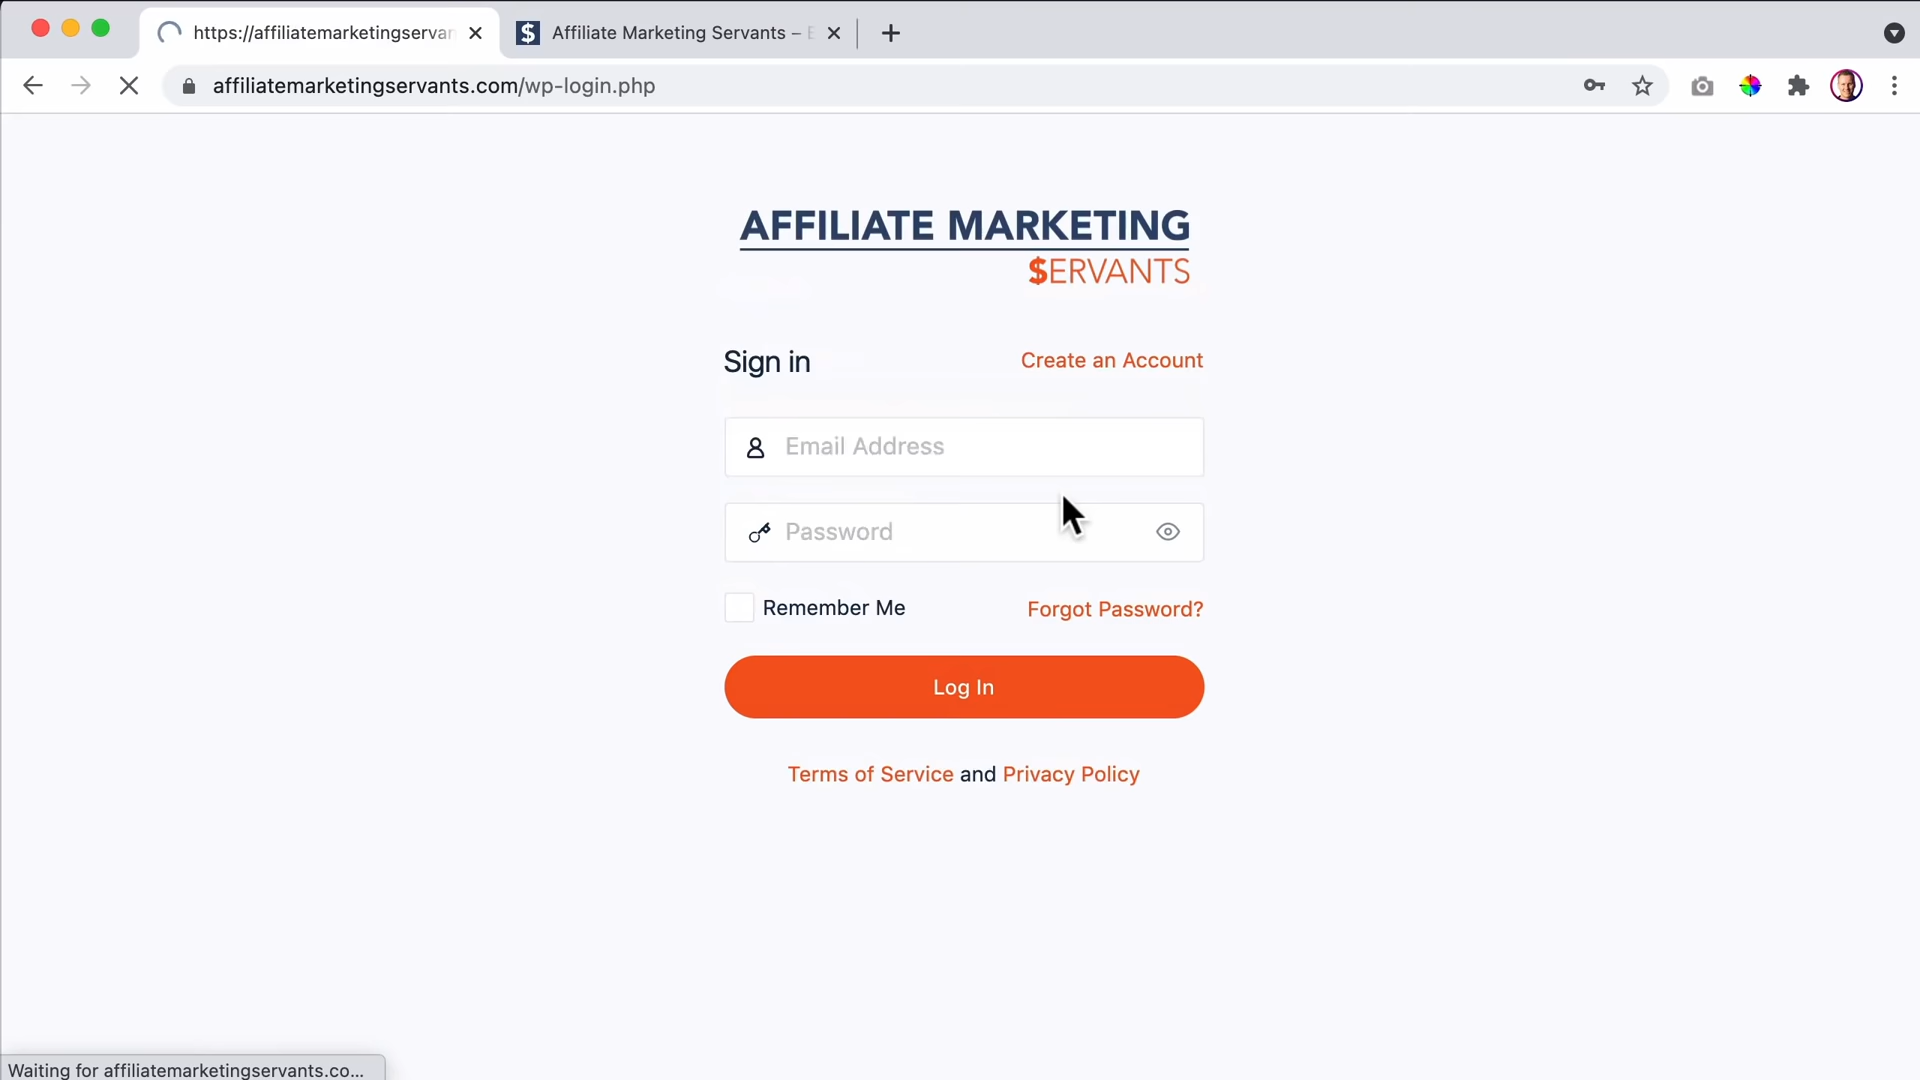 https://affiliatemarketingservan
Affiliate Marketing Servants –
affiliatemarketingservants.com/wp-login.php
AFFILIATE MARKETING
$ERVANTS
Sign in
Create an Account
Email Address
Password
Remember Me
Forgot Password?
Log In
Terms of Service and Privacy Policy
Waiting for affiliatemarketingservants.co...